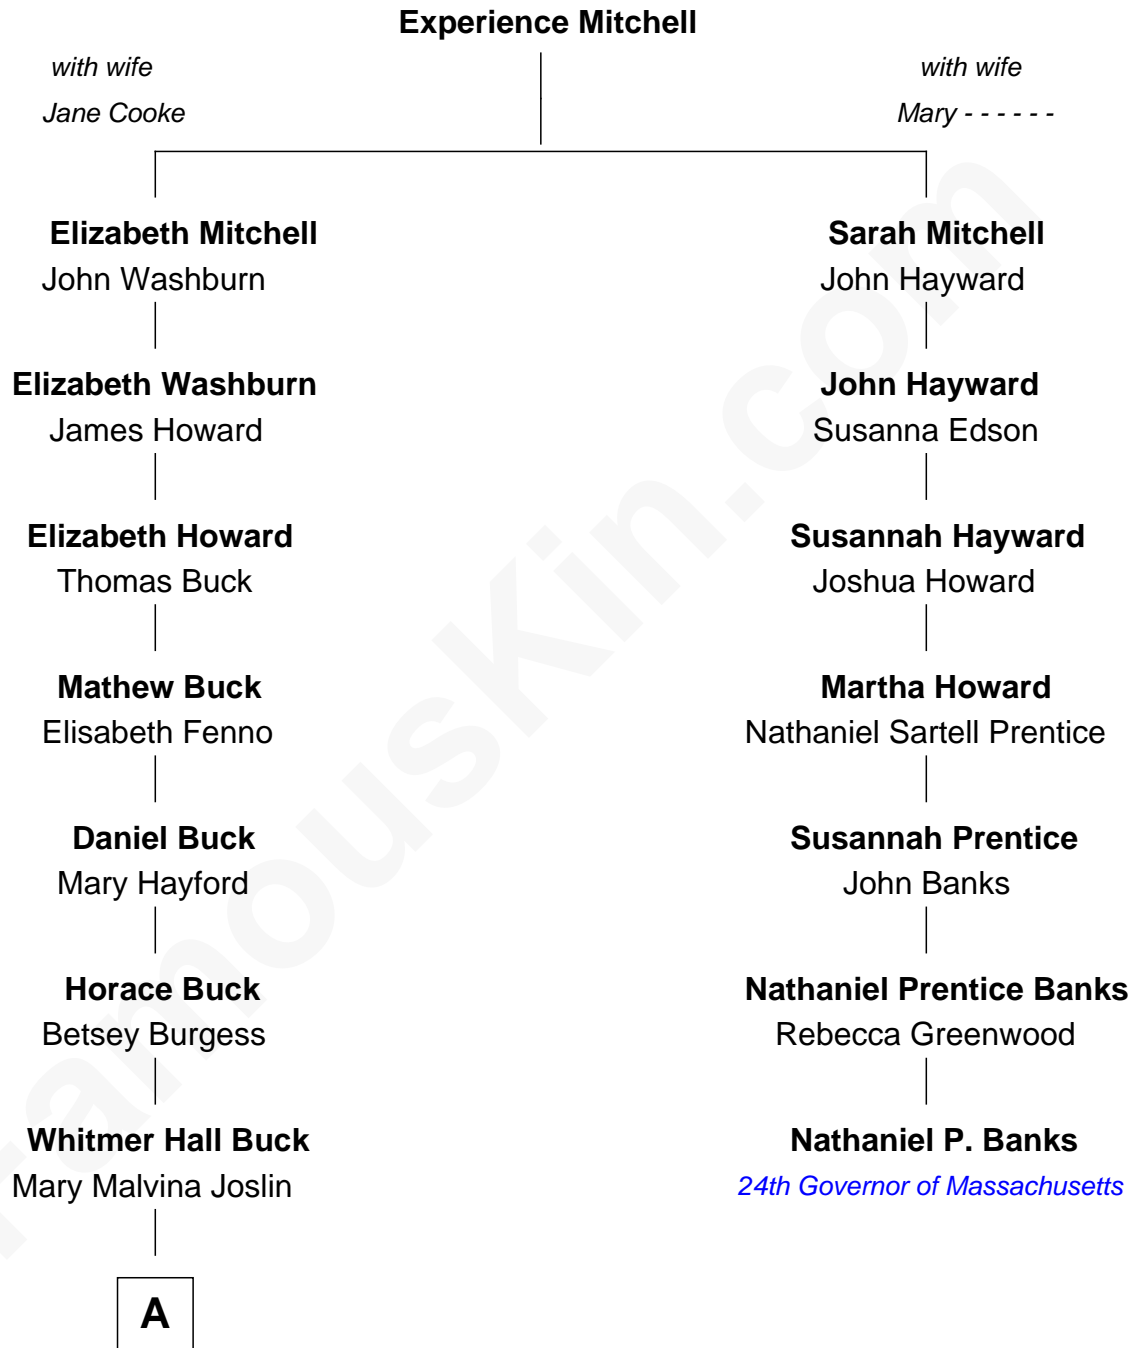 Experience Mitchell
with wife
Jane Cooke
with wife
Mary - - - - - -
Elizabeth Mitchell
John Washburn
Sarah Mitchell
John Hayward
Elizabeth Washburn
James Howard
John Hayward
Susanna Edson
Elizabeth Howard
Thomas Buck
Susannah Hayward
Joshua Howard
Mathew Buck
Elisabeth Fenno
Martha Howard
Nathaniel Sartell Prentice
Daniel Buck
Mary Hayford
Susannah Prentice
John Banks
Horace Buck
Betsey Burgess
Nathaniel Prentice Banks
Rebecca Greenwood
Whitmer Hall Buck
Mary Malvina Joslin
Nathaniel P. Banks
24th Governor of Massachusetts
A
FamousKin.com